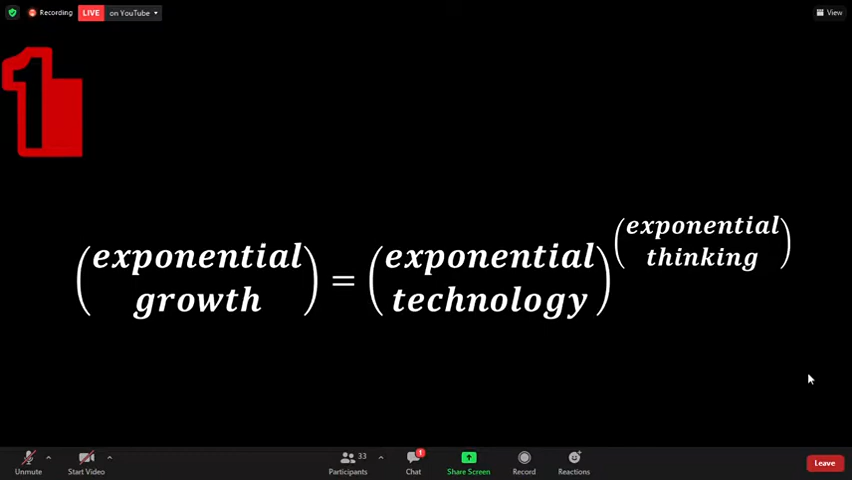 Recording LIVE on YouTube View
1
exponential thinking
exponential growth = exponential technology
33 1
Unmute Start Video Participants Chat Share Screen Record Reactions Leave